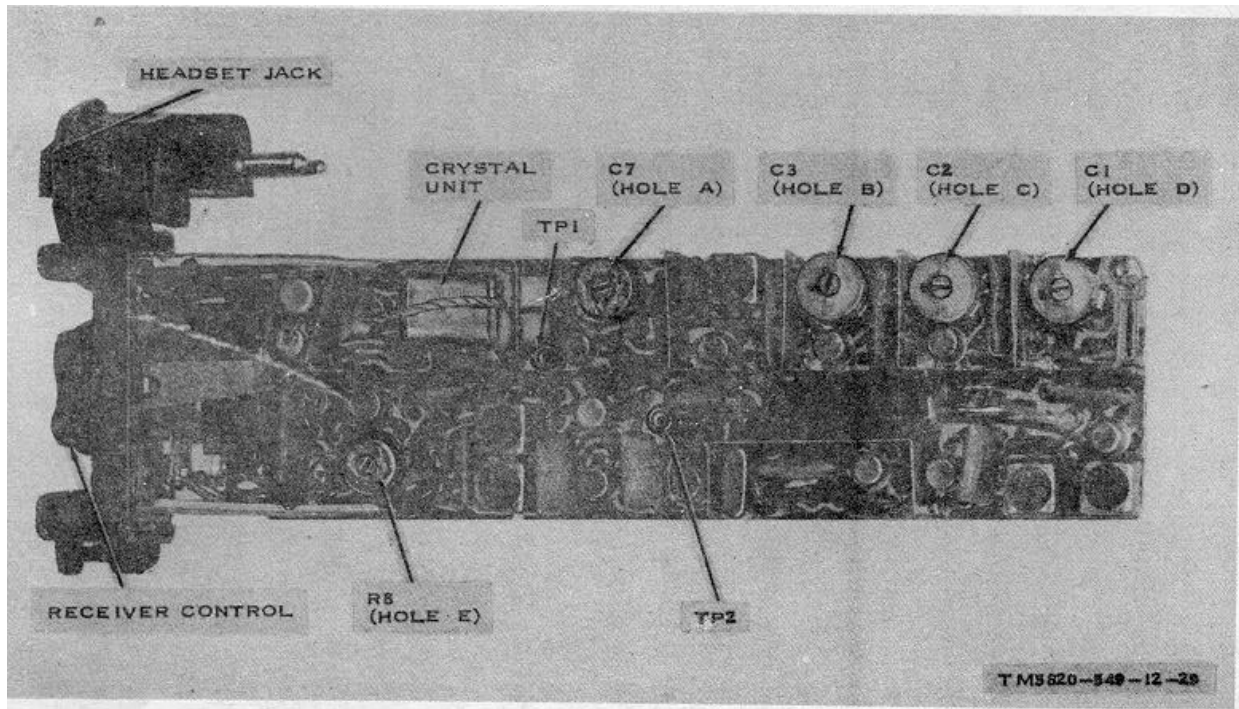 HEADSET JACK
CRYSTAL
UNIT
C7
(HOLE A)
C3
(HOLE B)
C2
(HOLE C)
C1
(HOLE D)
TP1
RECEIVER CONTROL
R8
(HOLE E)
TP2
TM5820-549-12-29